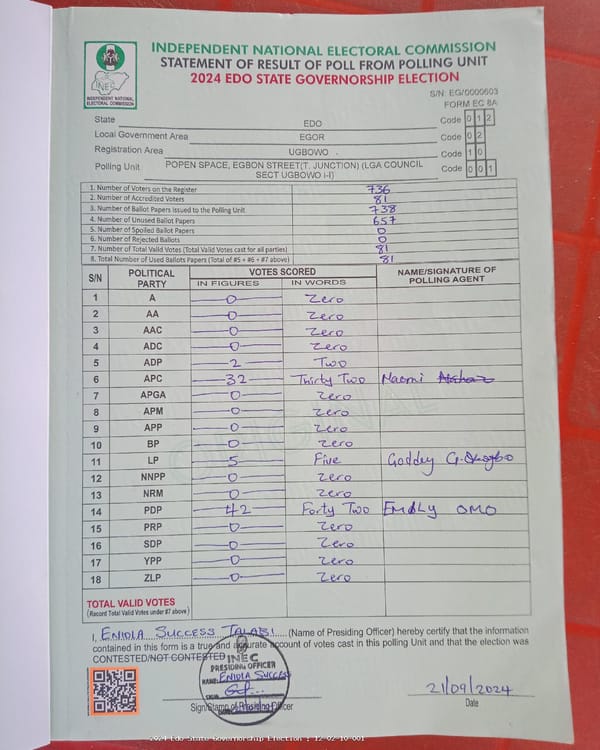 INDEPENDENT NATIONAL ELECTORAL COMMISSION
STATEMENT OF RESULT OF POLL FROM POLLING UNIT
2024 EDO STATE GOVERNORSHIP ELECTION
INEC
INDEPENDENT NATIONAL
ELECTORAL COMMISSION
S/N: EG/0000603
FORM EC 8A
State EDO Code 0 1 2
Local Government Area EGOR Code 0 2
Registration Area UGBOWO . Code 1 0
Polling Unit POPEN SPACE, EGBON STREET(T. JUNCTION) (LGA COUNCIL
SECT UGBOWO I-I) Code 0 0 1
1. Number of Voters on the Register 736
2. Number of Accredited Voters 81
3. Number of Ballot Papers Issued to the Polling Unit 738
4. Number of Unused Ballot Papers 657
5. Number of Spoiled Ballot Papers 0
6. Number of Rejected Ballots 0
7. Number of Total Valid Votes (Total Valid Votes cast for all parties) 81
8. Total Number of Used Ballots Papers (Total of #5 + #6 + #7 above) 81
S/N POLITICAL PARTY VOTES SCORED NAME/SIGNATURE OF POLLING AGENT
IN FIGURES IN WORDS
1 A 0 Zero
2 AA 0 Zero
3 AAC 0 Zero
4 ADC 0 Zero
5 ADP 2 Two
6 APC 32 Thirty Two Naomi
7 APGA 0 Zero
8 APM 0 Zero
9 APP 0 Zero
10 BP 0 Zero
11 LP 5 Five Goddey G.
12 NNPP 0 Zero
13 NRM 0 Zero
14 PDP 42 Forty Two EMILY OMO
15 PRP 0 Zero
16 SDP 0 Zero
17 YPP 0 Zero
18 ZLP 0 Zero
ORIGINAL
TOTAL VALID VOTES
(Record Total Valid Votes under #7 above)
I, ENIOLA SUCCESS TALABI (Name of Presiding Officer) hereby certify that the information
contained in this form is a true and accurate account of votes cast in this polling Unit and that the election was
CONTESTED/NOT CONTESTED
INEC
PRESIDING OFFICER
NAME: ENIOLA SUCCESS
SIGN
Sign/Stamp of Presiding Officer
21/09/2024
Date
2024 Edo State Governorship Election | 12-02-10-001